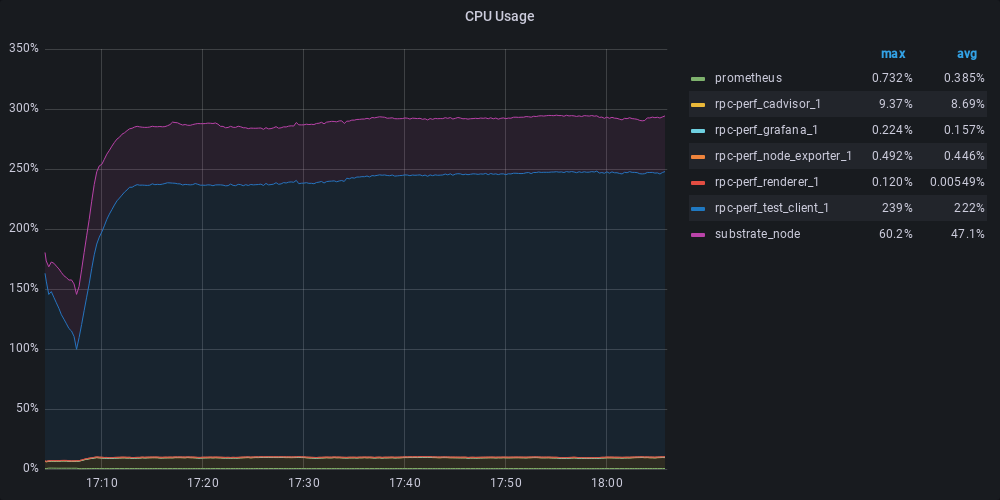 CPU Usage
350%
300%
250%
200%
150%
100%
50%
0%
17:10 17:20 17:30 17:40 17:50 18:00
max avg
prometheus 0.732% 0.385%
rpc-perf_cadvisor_1 9.37% 8.69%
rpc-perf_grafana_1 0.224% 0.157%
rpc-perf_node_exporter_1 0.492% 0.446%
rpc-perf_renderer_1 0.120% 0.00549%
rpc-perf_test_client_1 239% 222%
substrate_node 60.2% 47.1%